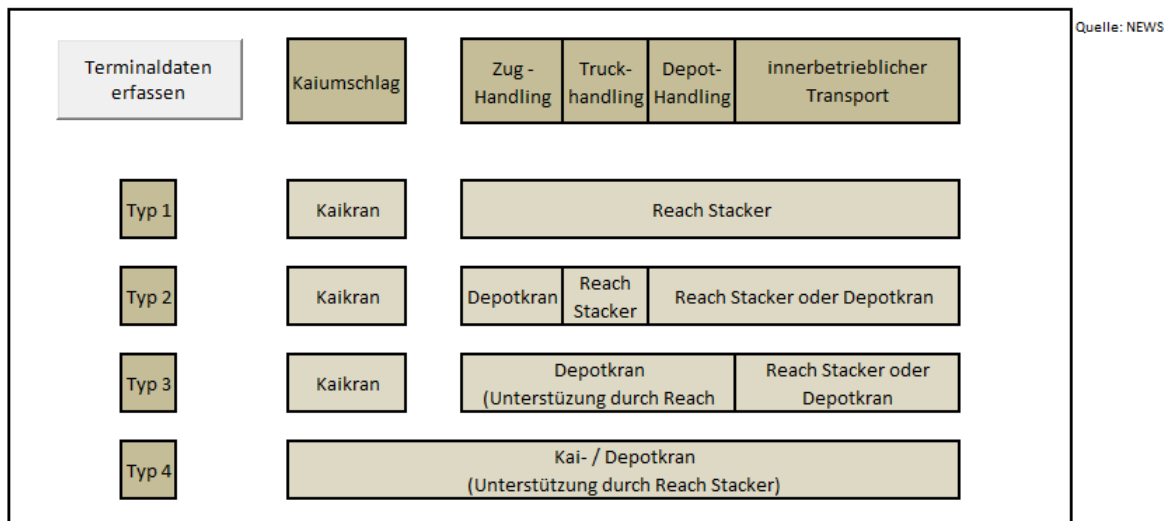 Quelle: NEWS
Terminaldaten
erfassen
Kaiumschlag
Zug -
Handling
Truck-
handling
Depot-
Handling
innerbetrieblicher
Transport
Typ 1
Kaikran
Reach Stacker
Typ 2
Kaikran
Depotkran
Reach
Stacker
Reach Stacker oder Depotkran
Typ 3
Kaikran
Depotkran
(Unterstüzung durch Reach
Reach Stacker oder
Depotkran
Typ 4
Kai- / Depotkran
(Unterstützung durch Reach Stacker)